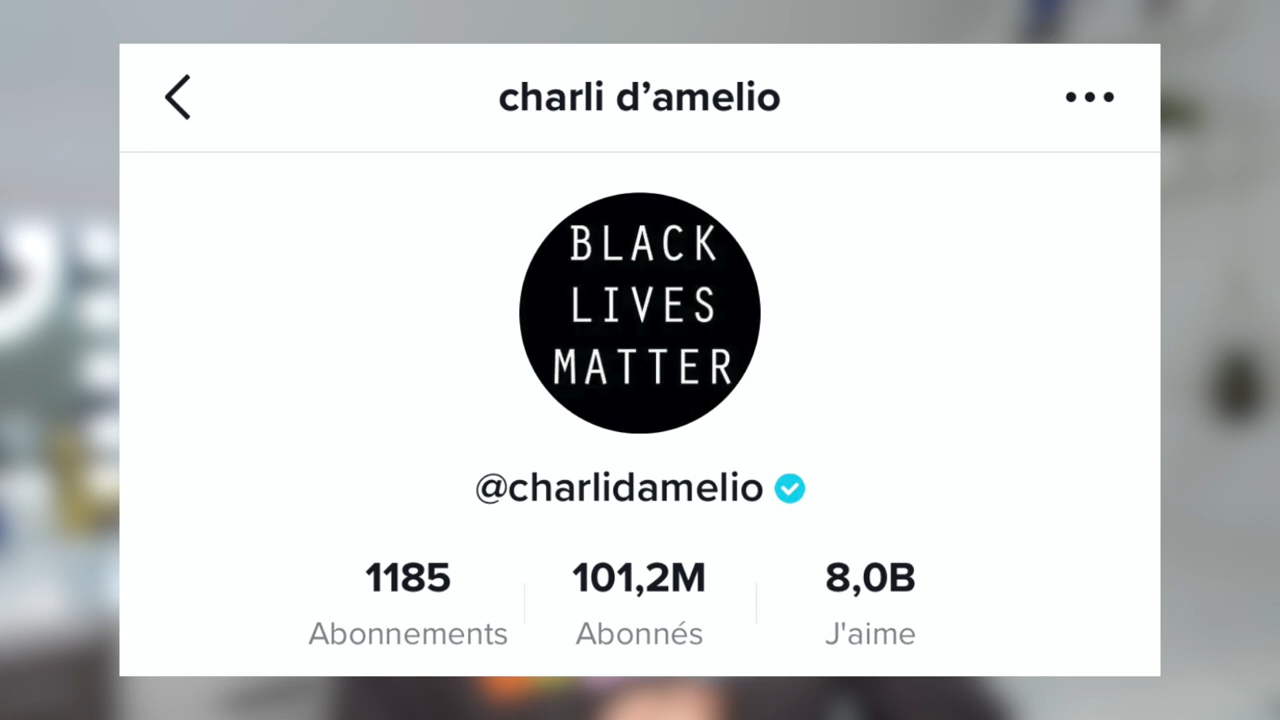 charli d’amelio
BLACK
LIVES
MATTER
@charlidamelio
1185 101,2M 8,0B
Abonnements Abonnés J'aime